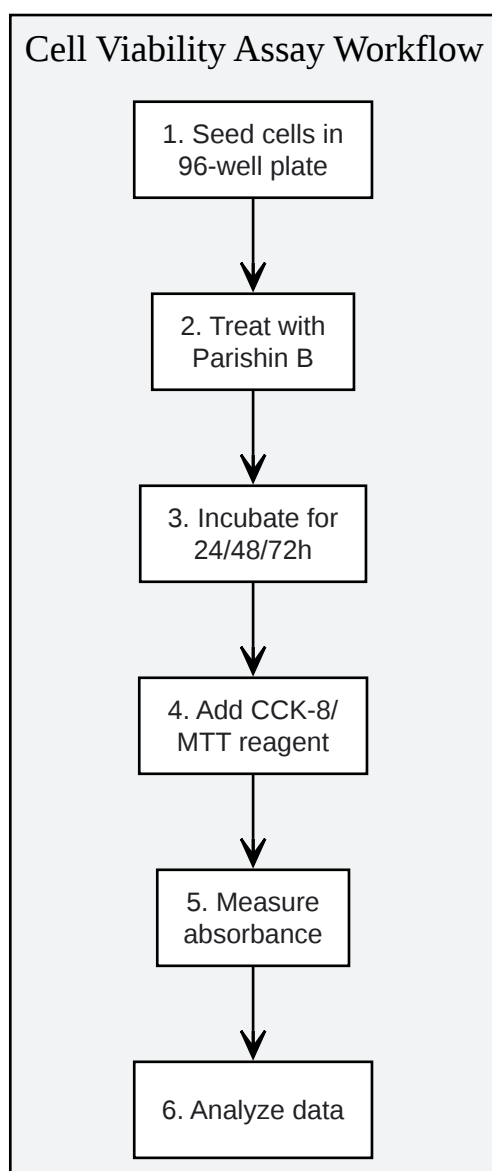 Cell Viability Assay Workflow
1. Seed cells in
96-well plate
2. Treat with
Parishin B
3. Incubate for
24/48/72h
4. Add CCK-8/
MTT reagent
5. Measure
absorbance
6. Analyze data